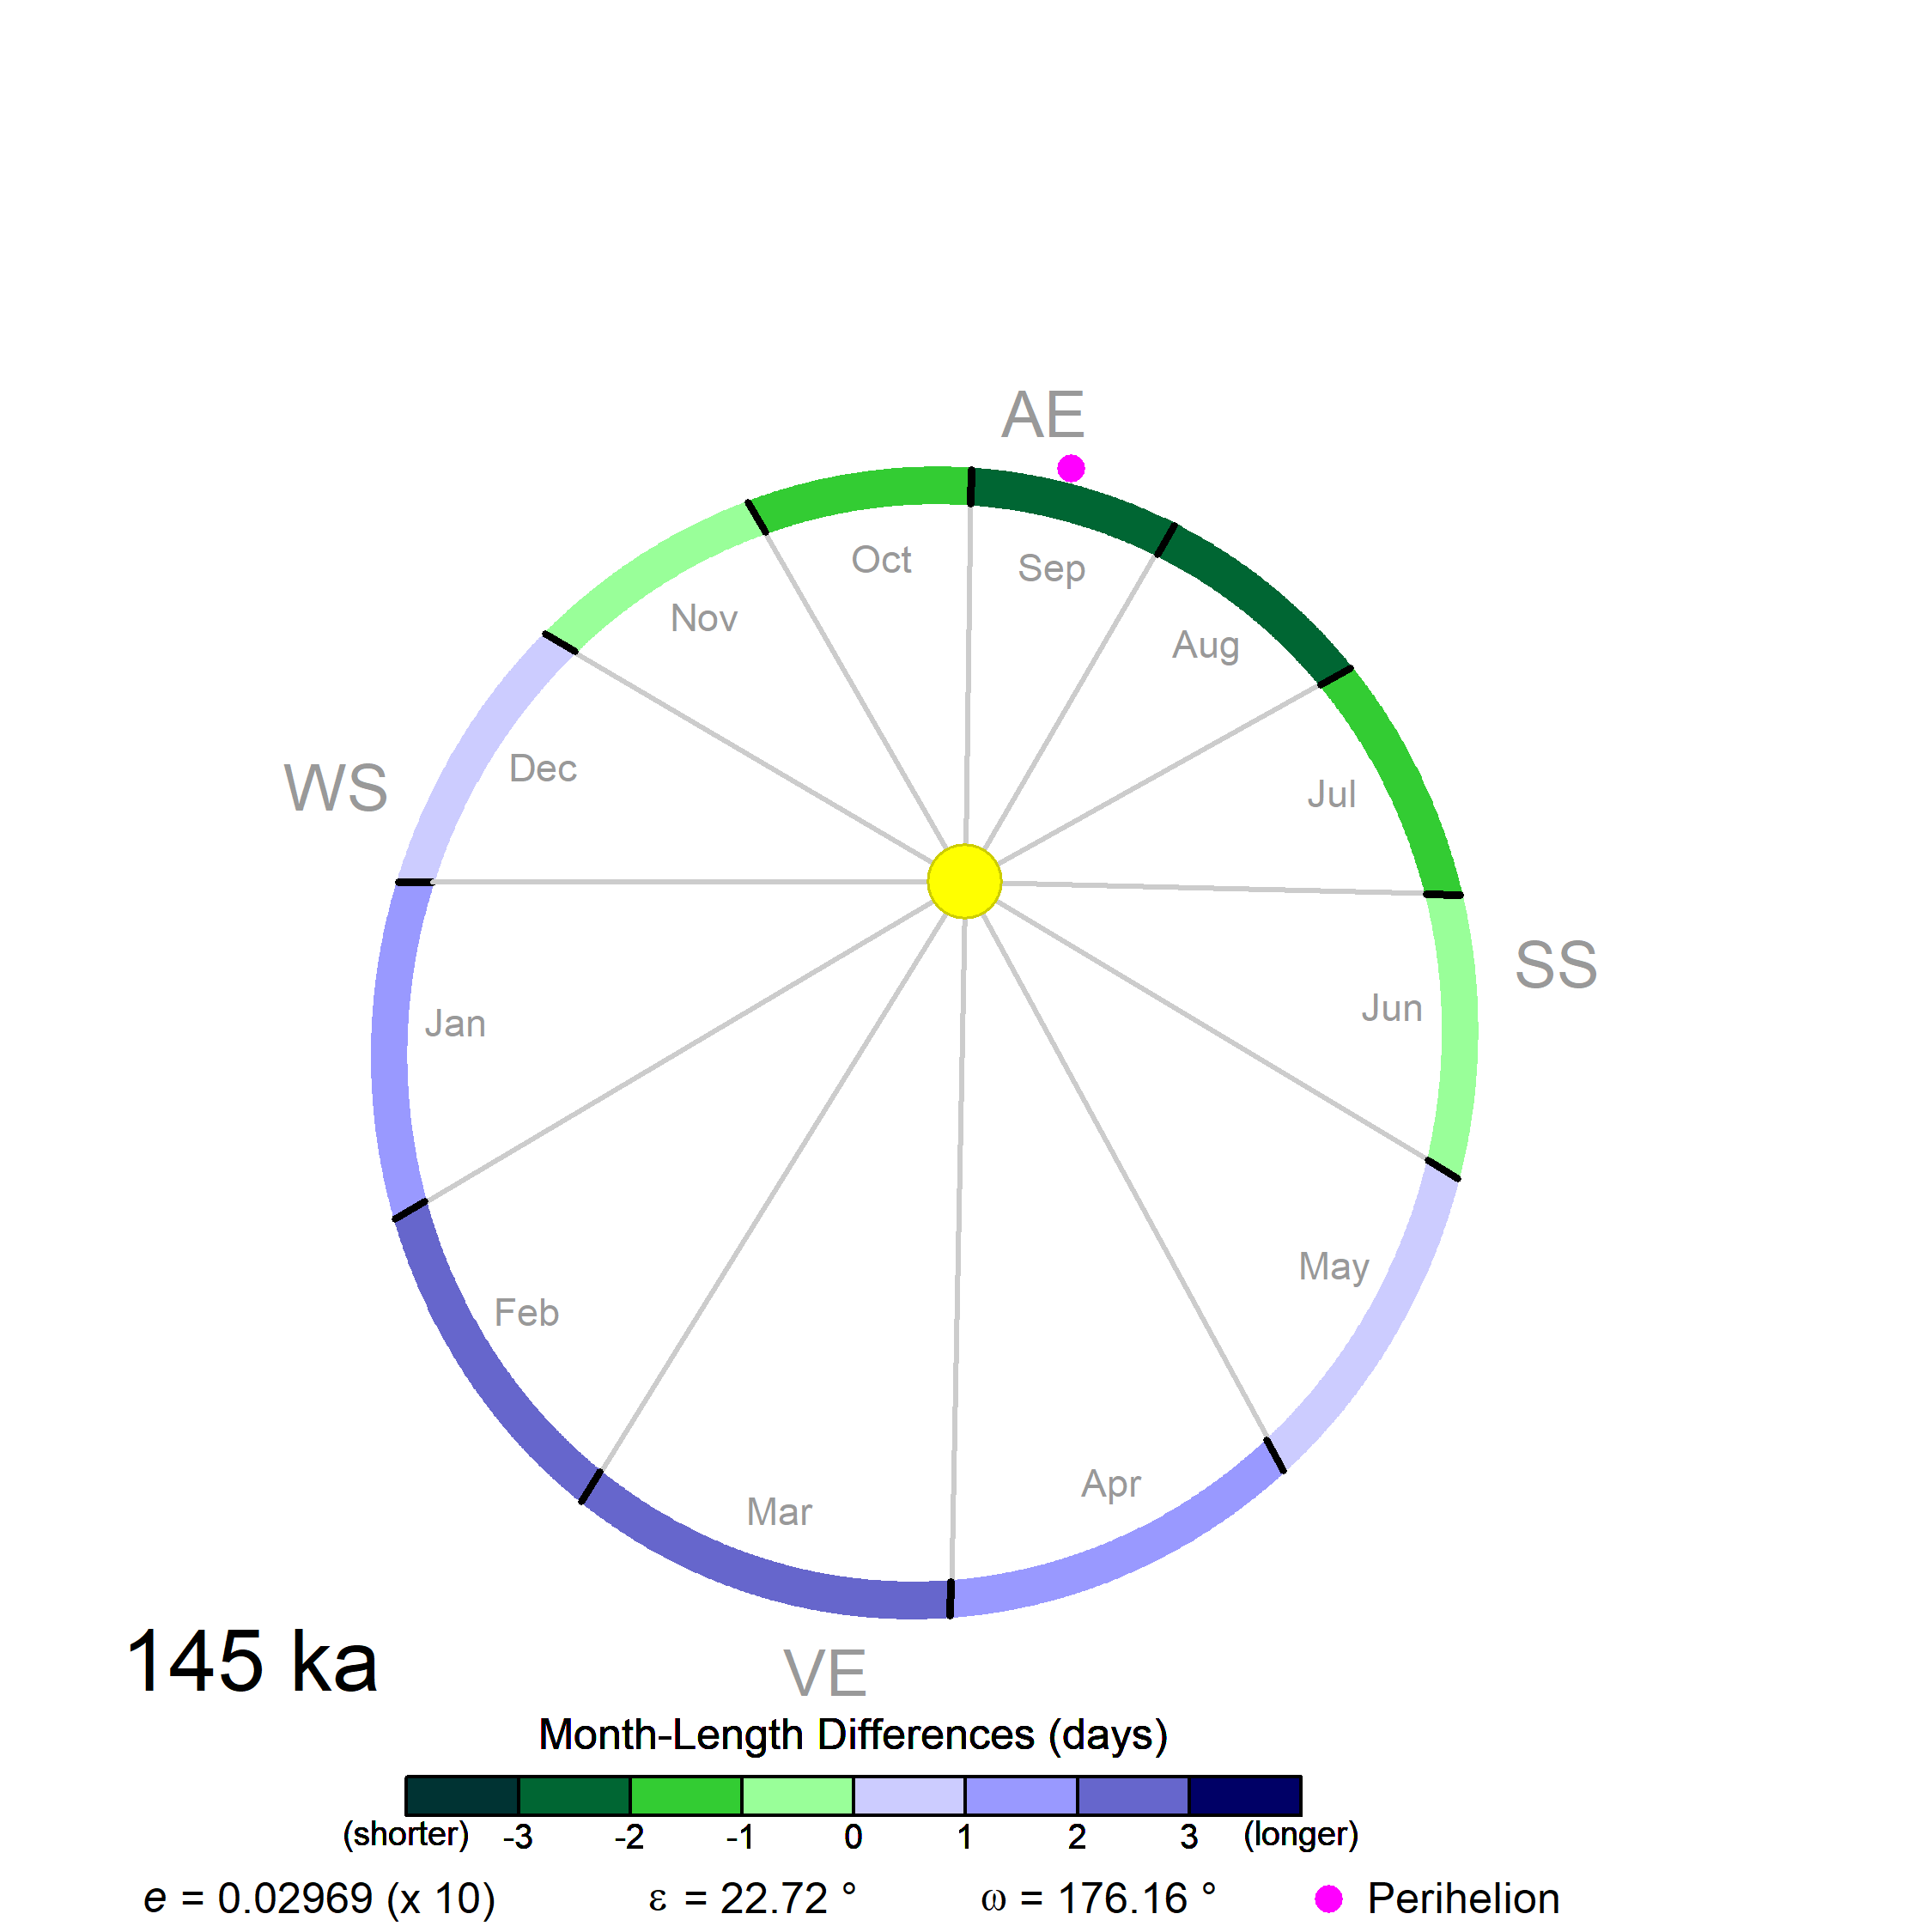 AE
Oct
Sep
Nov
Aug
WS
Dec
Jul
SS
Jan
Jun
Feb
May
Mar
Apr
145 ka
VE
Month-Length Differences (days)
(shorter) -3 -2 -1 0 1 2 3 (longer)
e = 0.02969 (x 10) ε = 22.72 ° ω = 176.16 ° Perihelion